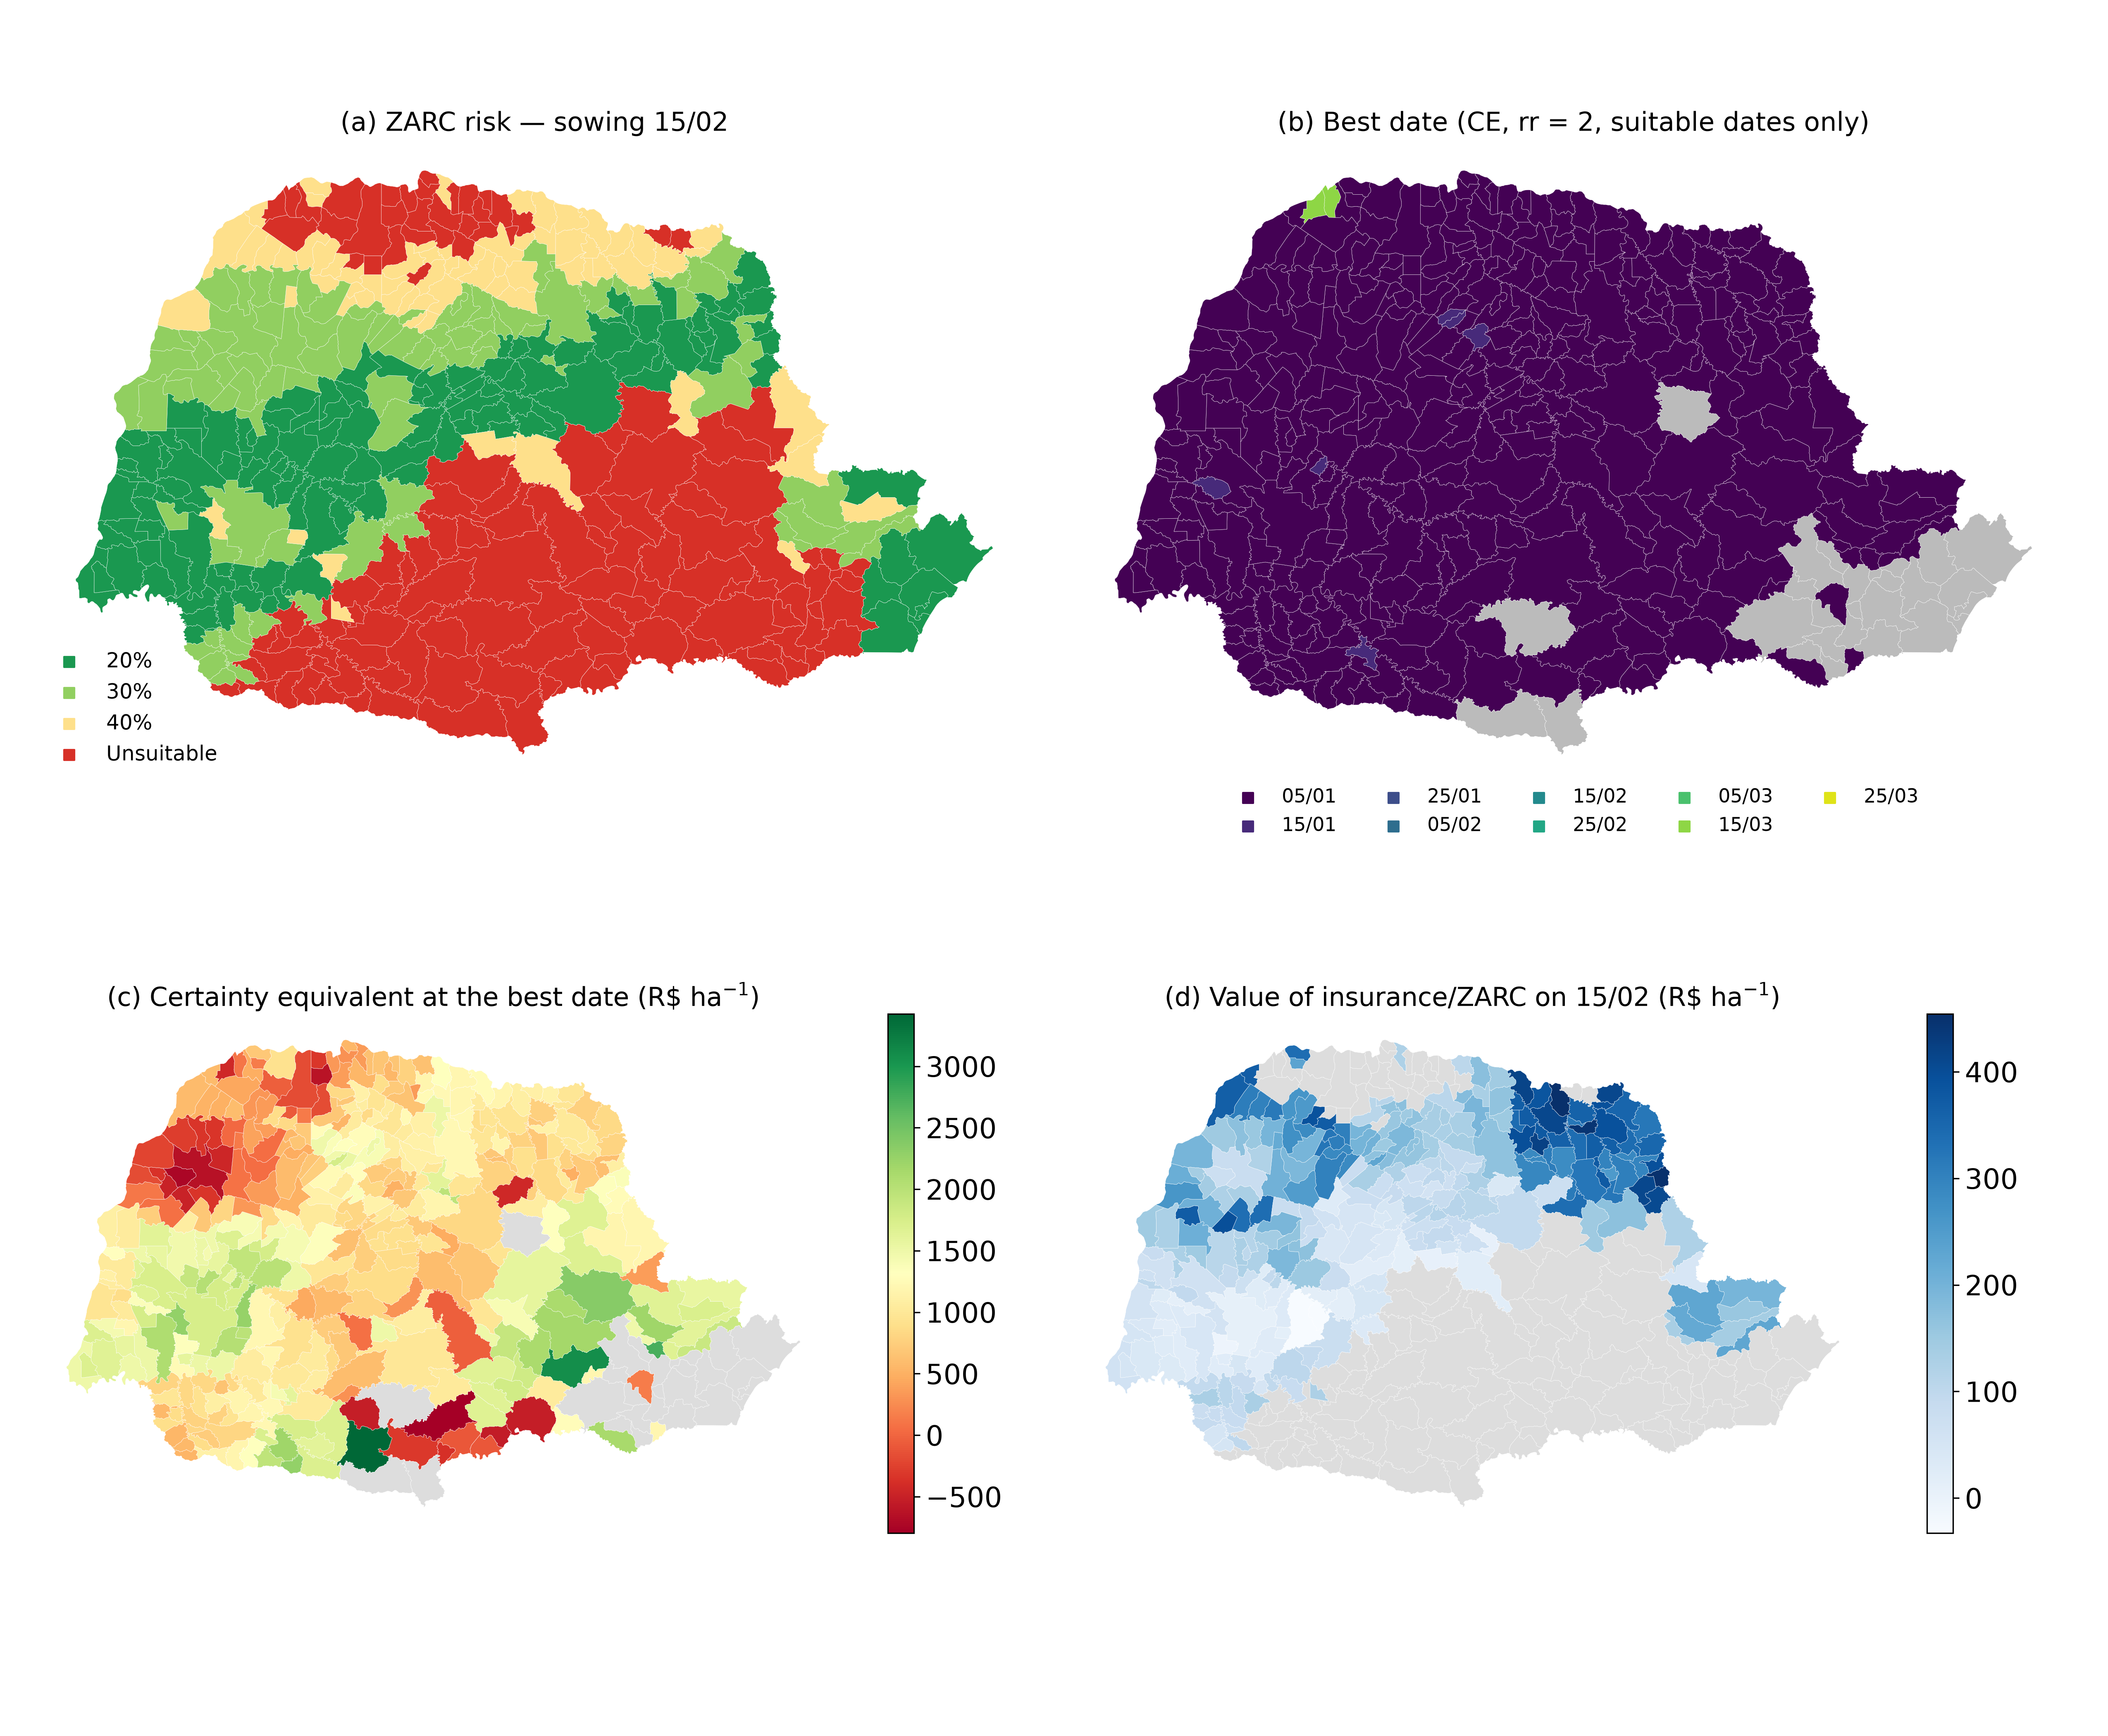 (a) ZARC risk — sowing 15/02
20%
30%
40%
Unsuitable
(b) Best date (CE, rr = 2, suitable dates only)
05/01 25/01 15/02 05/03 25/03
15/01 05/02 25/02 15/03
(c) Certainty equivalent at the best date (R$ ha⁻¹)
3000
2500
2000
1500
1000
500
0
−500
(d) Value of insurance/ZARC on 15/02 (R$ ha⁻¹)
400
300
200
100
0